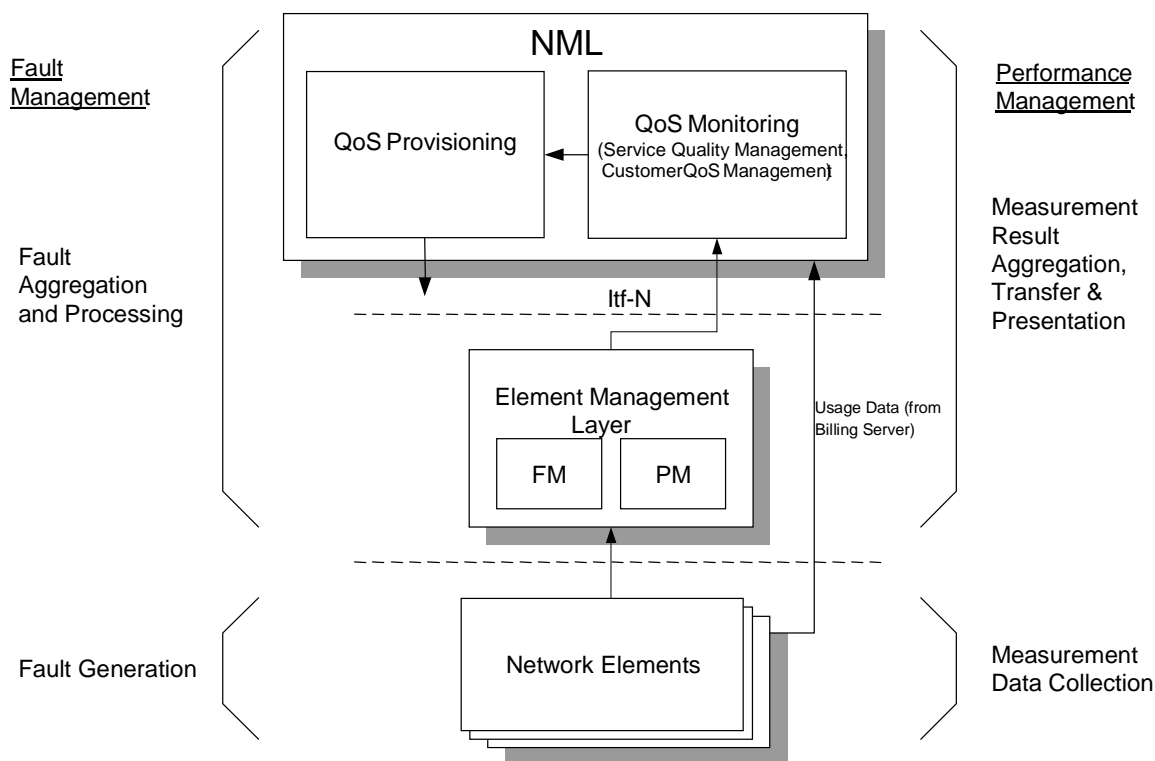 NML
Fault
Management
Performance
Management
QoS Provisioning
QoS Monitoring
(Service Quality Management,
CustomerQoS Management)
Fault
Aggregation
and Processing
Measurement
Result
Aggregation,
Transfer &
Presentation
Itf-N
Element Management
Layer
FM
PM
Usage Data (from
Billing Server)
Fault Generation
Network Elements
Measurement
Data Collection